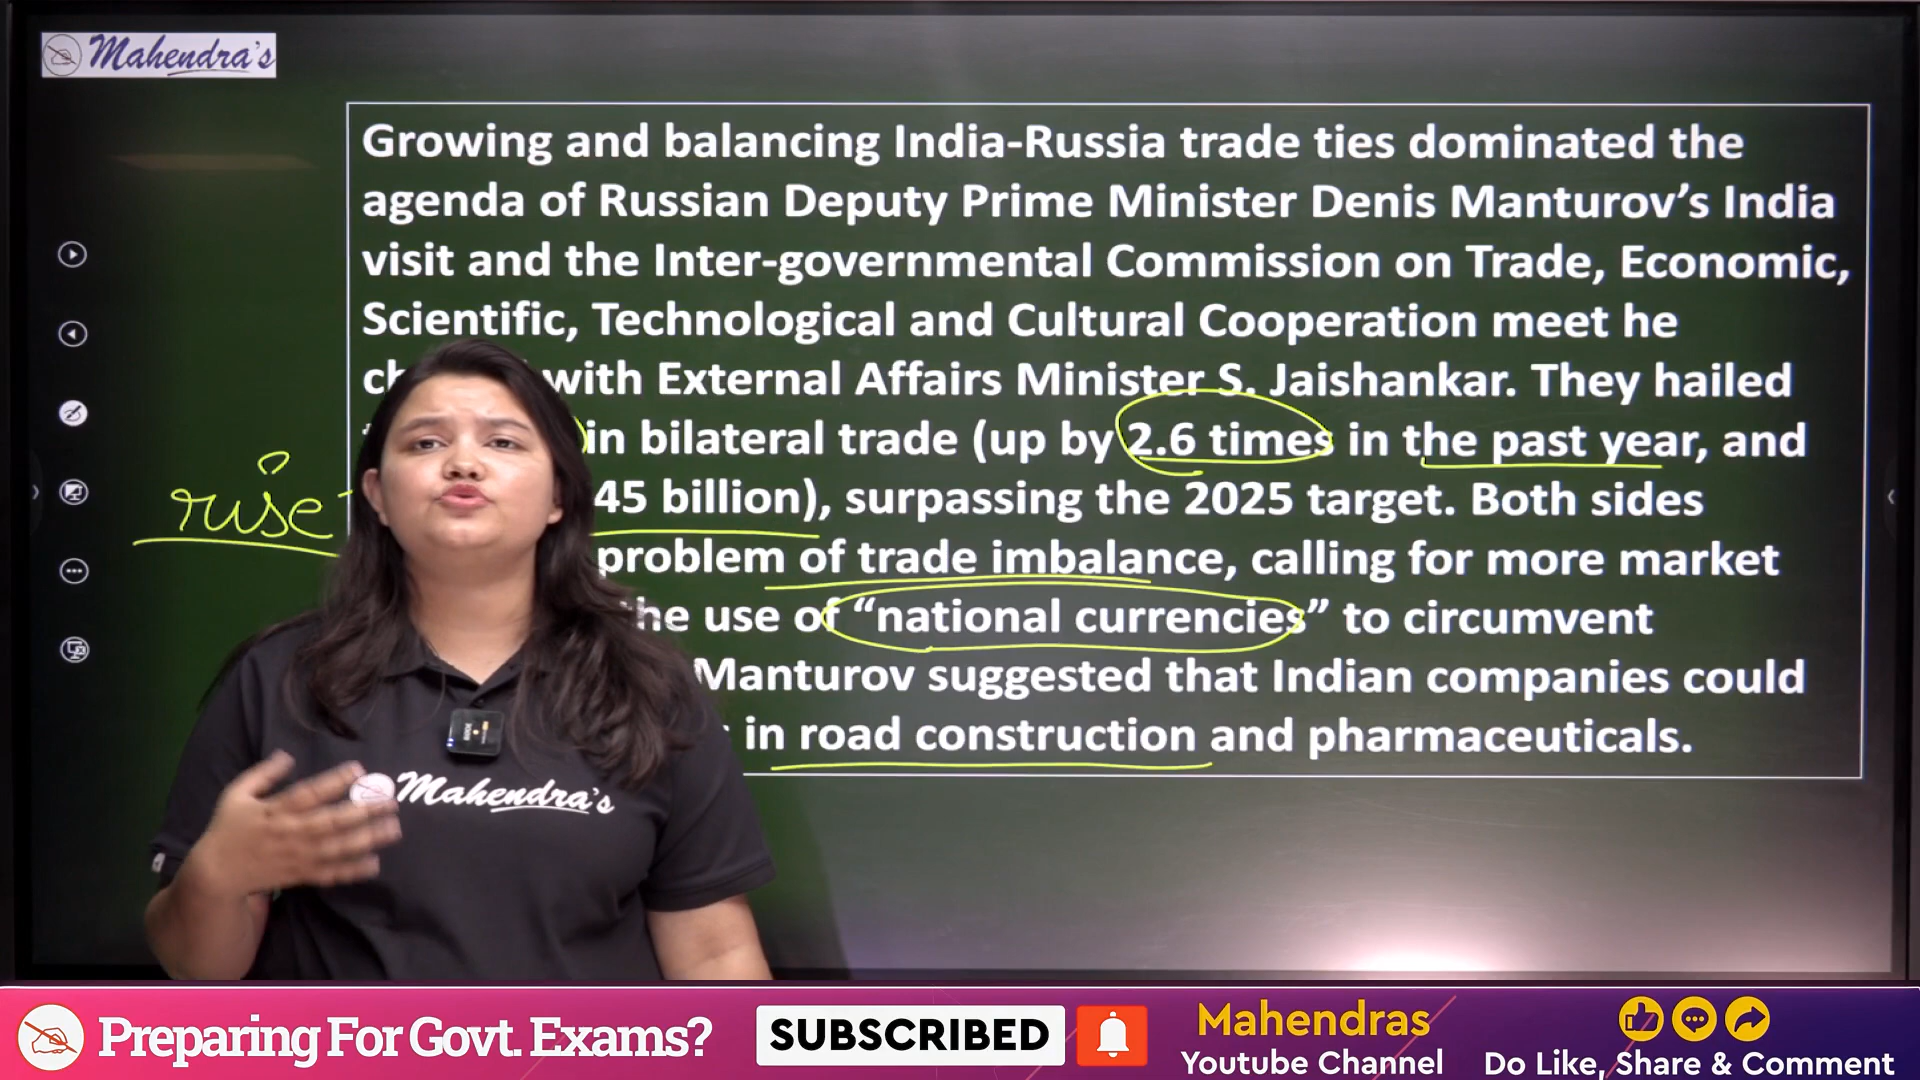 Mahendra's
Growing and balancing India-Russia trade ties dominated the
agenda of Russian Deputy Prime Minister Denis Manturov's India
visit and the Inter-governmental Commission on Trade, Economic,
Scientific, Technological and Cultural Cooperation meet he
with External Affairs Minister S. Jaishankar. They hailed
in bilateral trade (up by 2.6 times in the past year, and
rise
45 billion), surpassing the 2025 target. Both sides
problem of trade imbalance, calling for more market
the use of “national currencies” to circumvent
Manturov suggested that Indian companies could
in road construction and pharmaceuticals.
Mahendra's
Preparing For Govt. Exams?
SUBSCRIBED
Mahendras
Youtube Channel
Do Like, Share & Comment